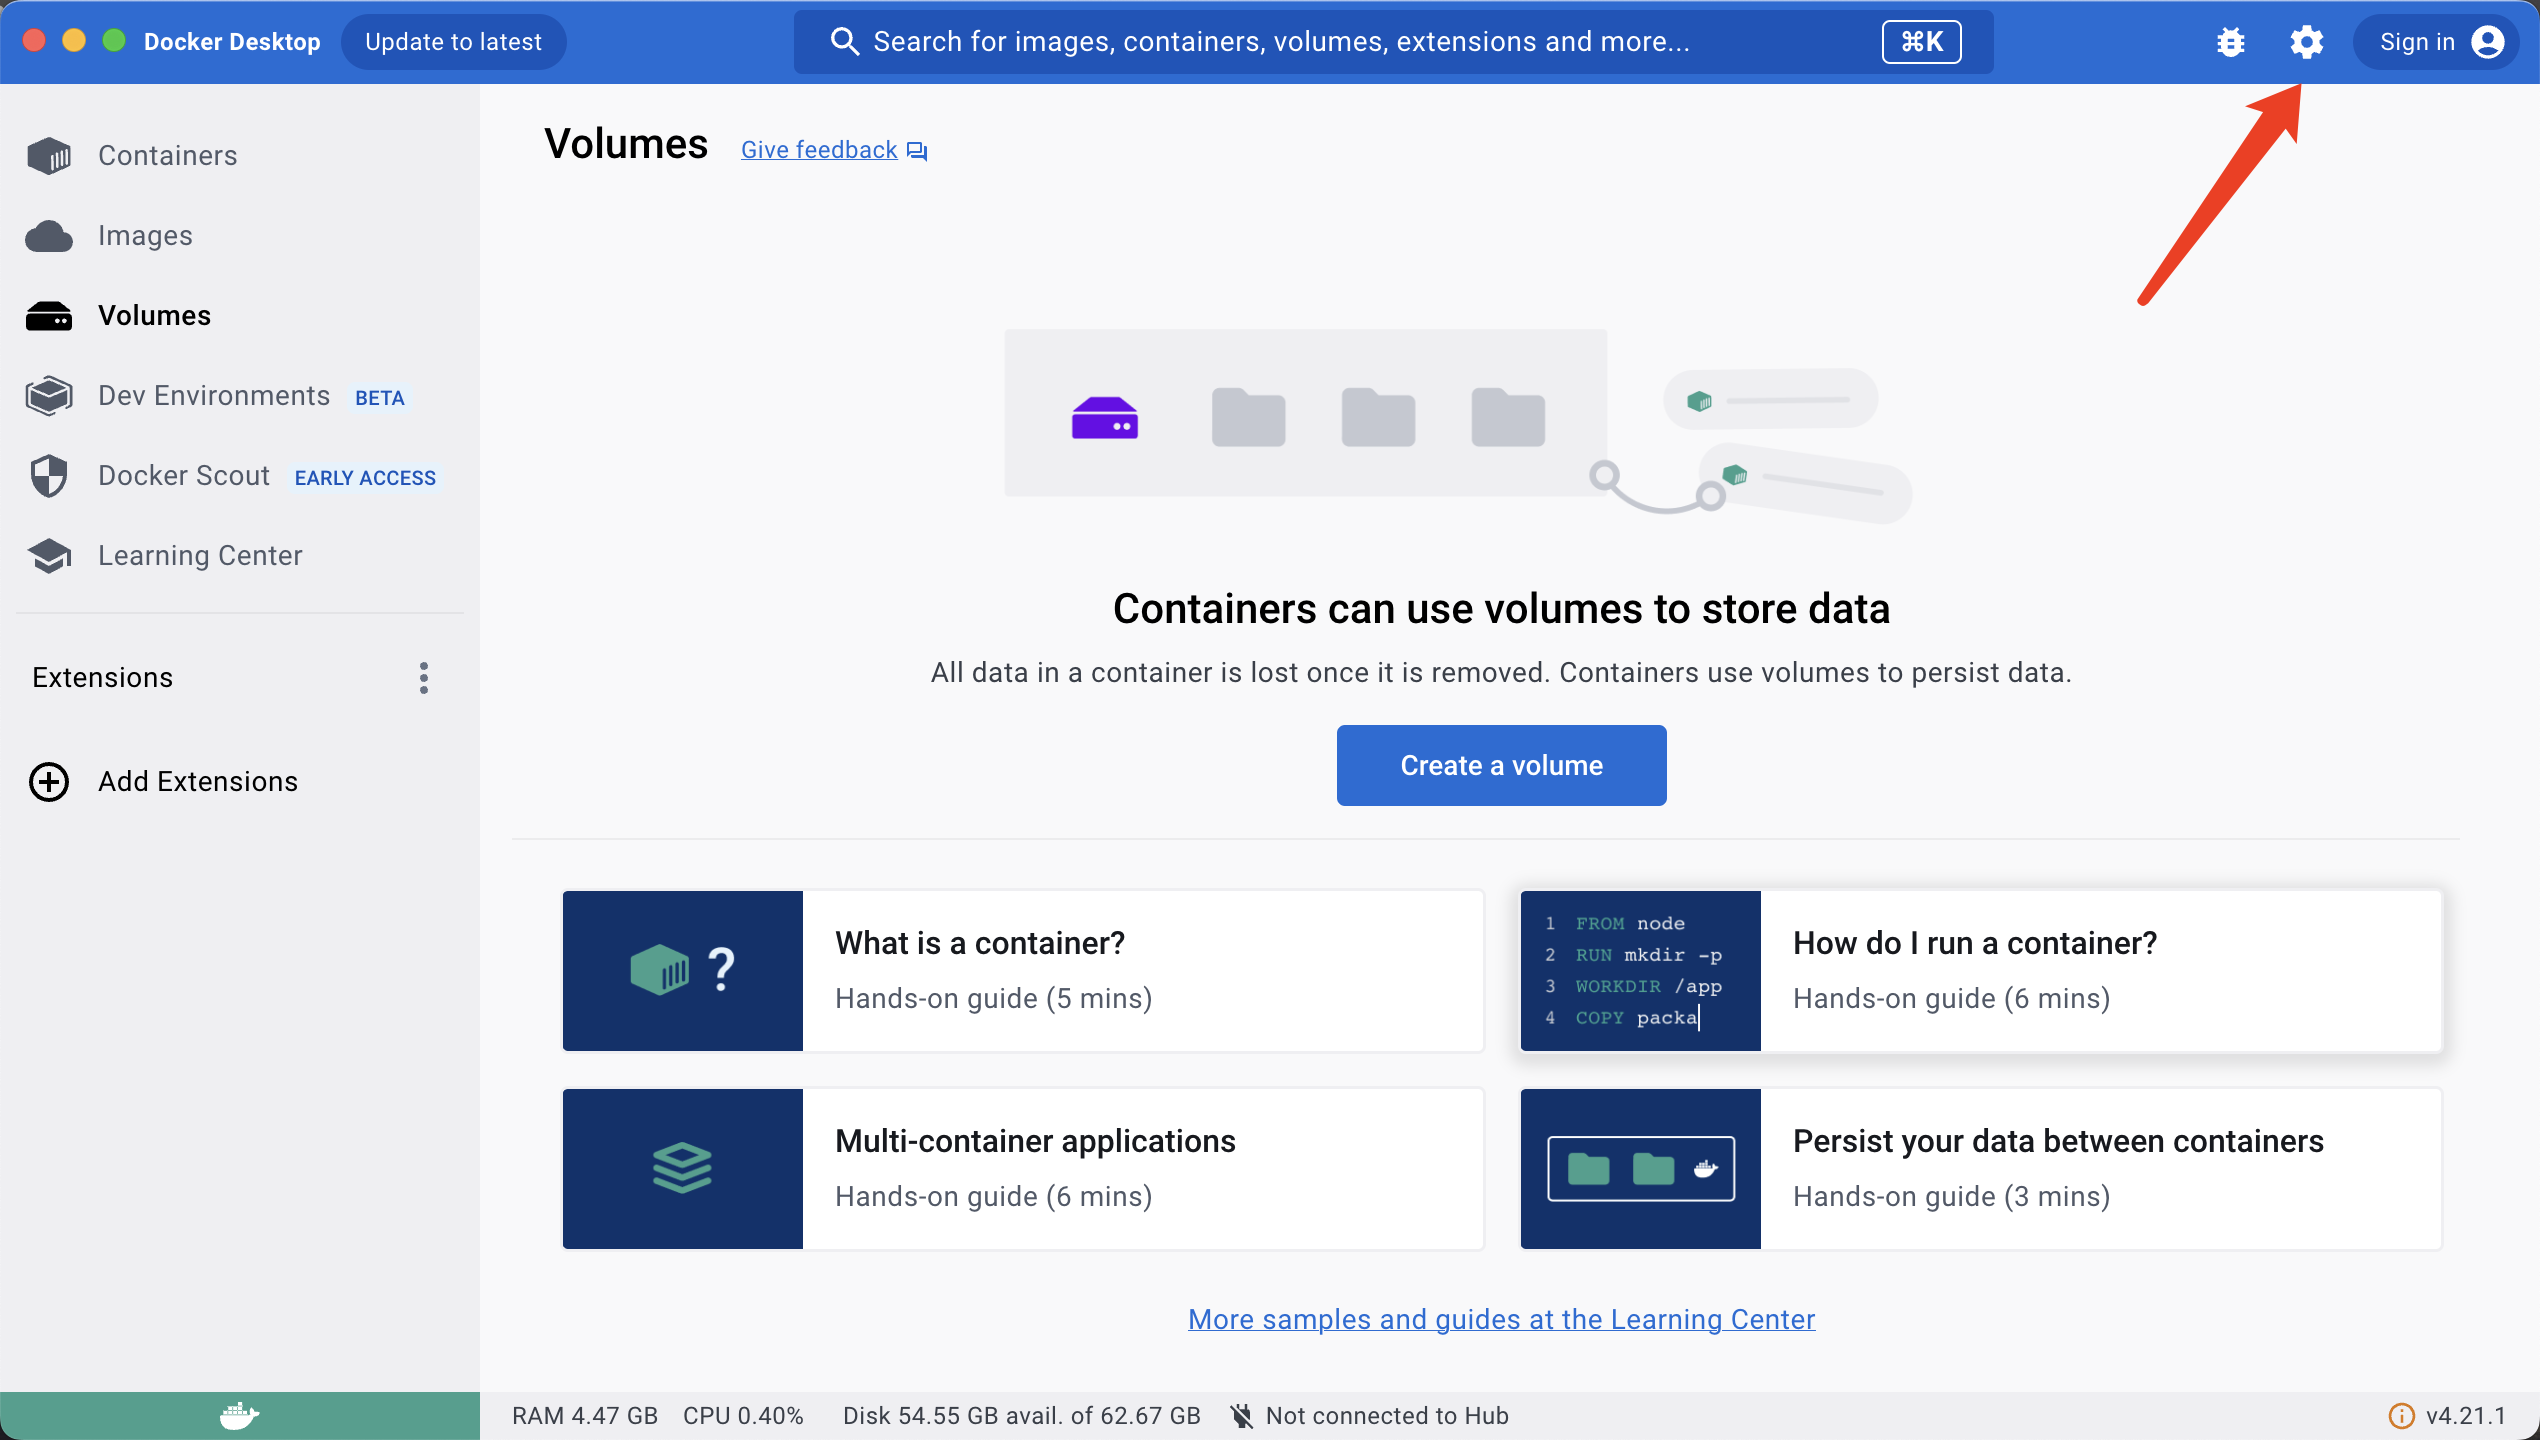 Docker Desktop
Update to latest
Search for images, containers, volumes, extensions and more...
⌘K
Sign in
Containers
Images
Volumes
Dev Environments BETA
Docker Scout EARLY ACCESS
Learning Center
Extensions
Add Extensions
Volumes
Give feedback
Containers can use volumes to store data
All data in a container is lost once it is removed. Containers use volumes to persist data.
Create a volume
?
What is a container?
Hands-on guide (5 mins)
1 FROM node
2 RUN mkdir -p
3 WORKDIR /app
4 COPY packa
How do I run a container?
Hands-on guide (6 mins)
Multi-container applications
Hands-on guide (6 mins)
Persist your data between containers
Hands-on guide (3 mins)
More samples and guides at the Learning Center
RAM 4.47 GB CPU 0.40% Disk 54.55 GB avail. of 62.67 GB Not connected to Hub
v4.21.1